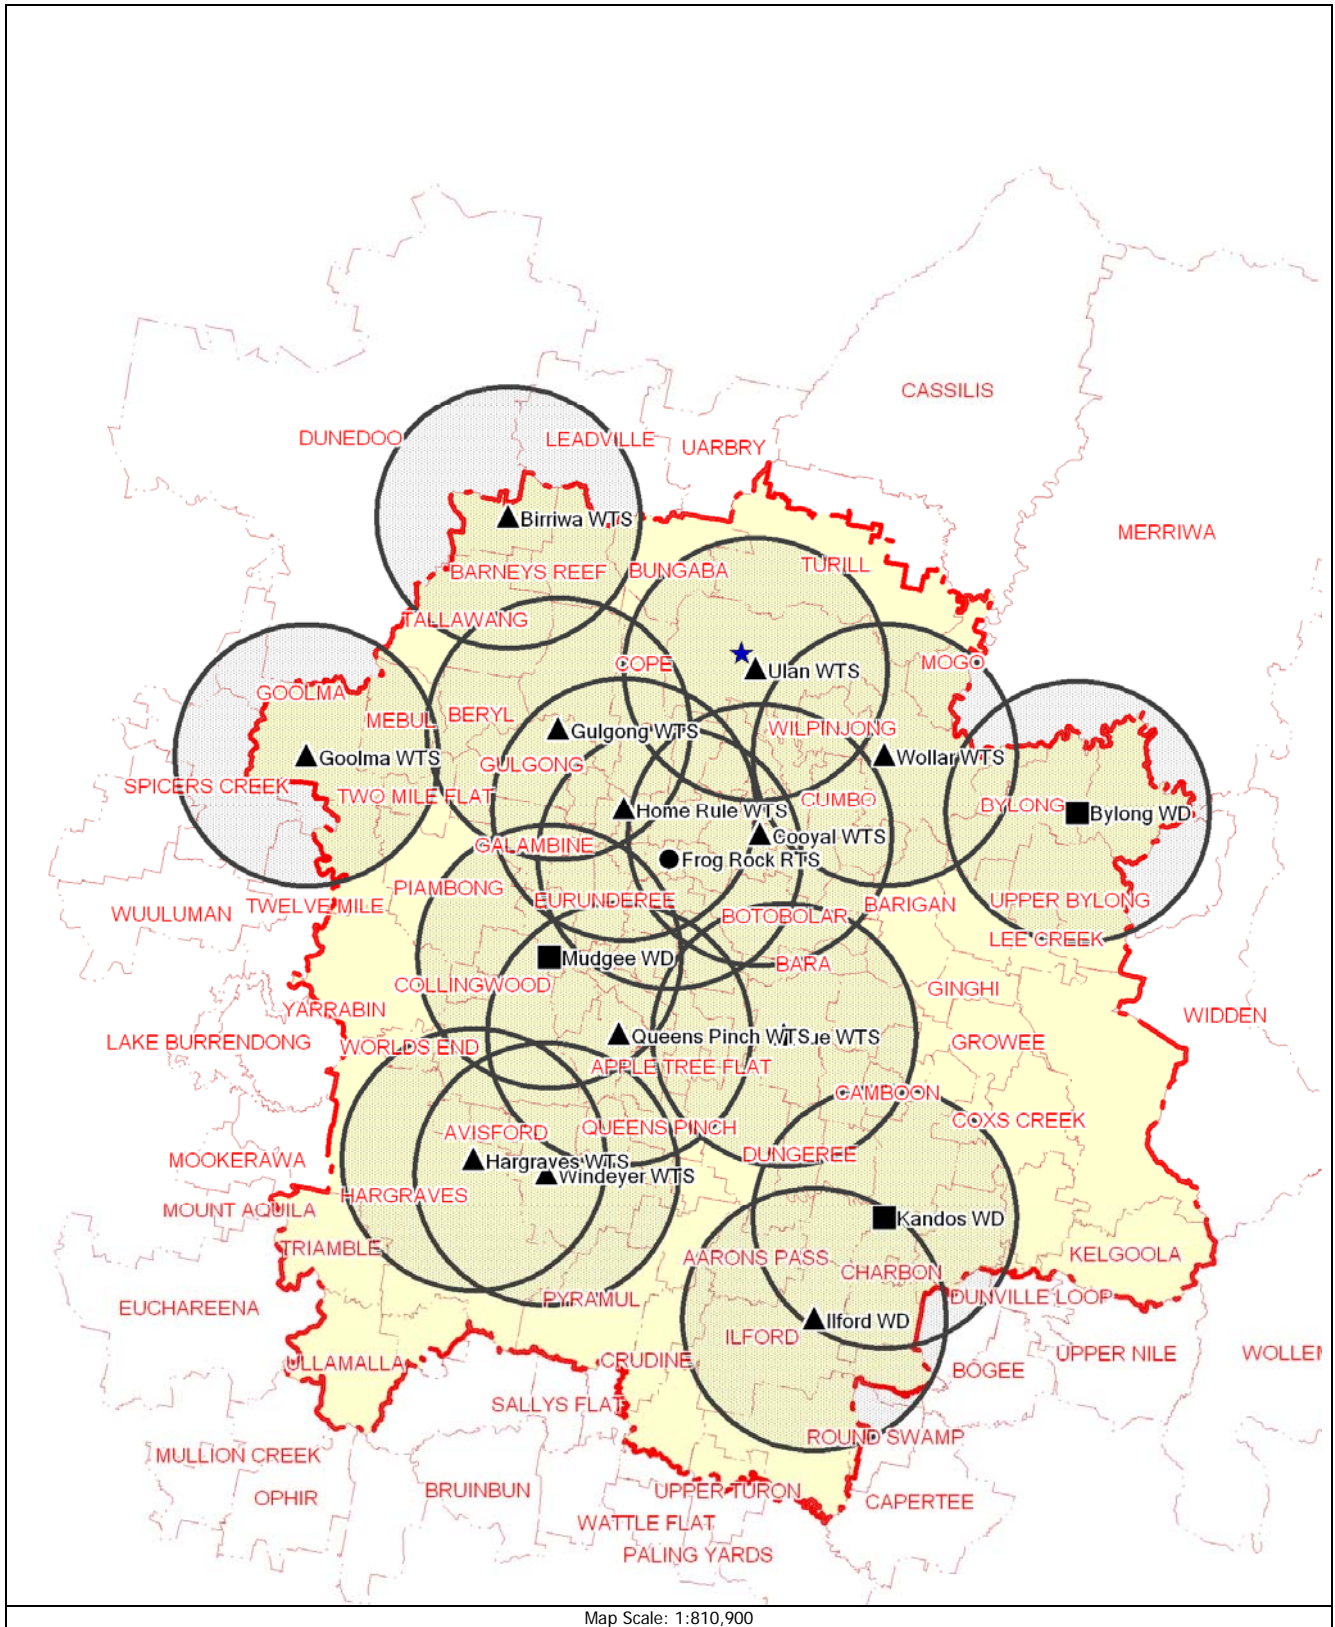 CASSILIS
DUNEDOO
LEADVILLE
UARBRY
Birriwa WTS
MERRIWA
BARNEYS REEF
BUNGABA
TURILL
TALLAWANG
COPE
MOGO
Ulan WTS
GOOLMA
MEBUL
BERYL
Gulgong WTS
WILPINJONG
Goolma WTS
GULGONG
Wollar WTS
SPICERS CREEK
TWO MILE FLAT
Home Rule WTS
CUMBO
BYLONG
Bylong WD
Cooyal WTS
GALAMBINE
Frog Rock RTS
PIAMBONG
EURUNDEREE
UPPER BYLONG
WUULUMAN
TWELVE MILE
BOTOBOLAR
BARIGAN
LEE CREEK
Mudgee WD
BARA
COLLINGWOOD
GINGHI
YARRABIN
WIDDEN
LAKE BURRENDONG
WORLDS END
Queens Pinch WTS
ue WTS
GROWEE
APPLE TREE FLAT
CAMBOON
COXS CREEK
AVISFORD
QUEENS PINCH
MOOKERAWA
Hargraves WTS
DUNGEREE
Windeyer WTS
HARGRAVES
MOUNT AQUILA
Kandos WD
TRIAMBLE
AARONS PASS
KELGOOLA
CHARBON
EUCHAREENA
PYRAMUL
DUNVILLE LOOP
Ilford WD
ILFORD
ULLAMALLA
CRUDINE
UPPER NILE
WOLLE
BOGEE
SALLYS FLAT
ROUND SWAMP
MULLION CREEK
OPHIR
BRUINBUN
UPPER TURON
CAPERTEE
WATTLE FLAT
PALING YARDS
Map Scale: 1:810,900